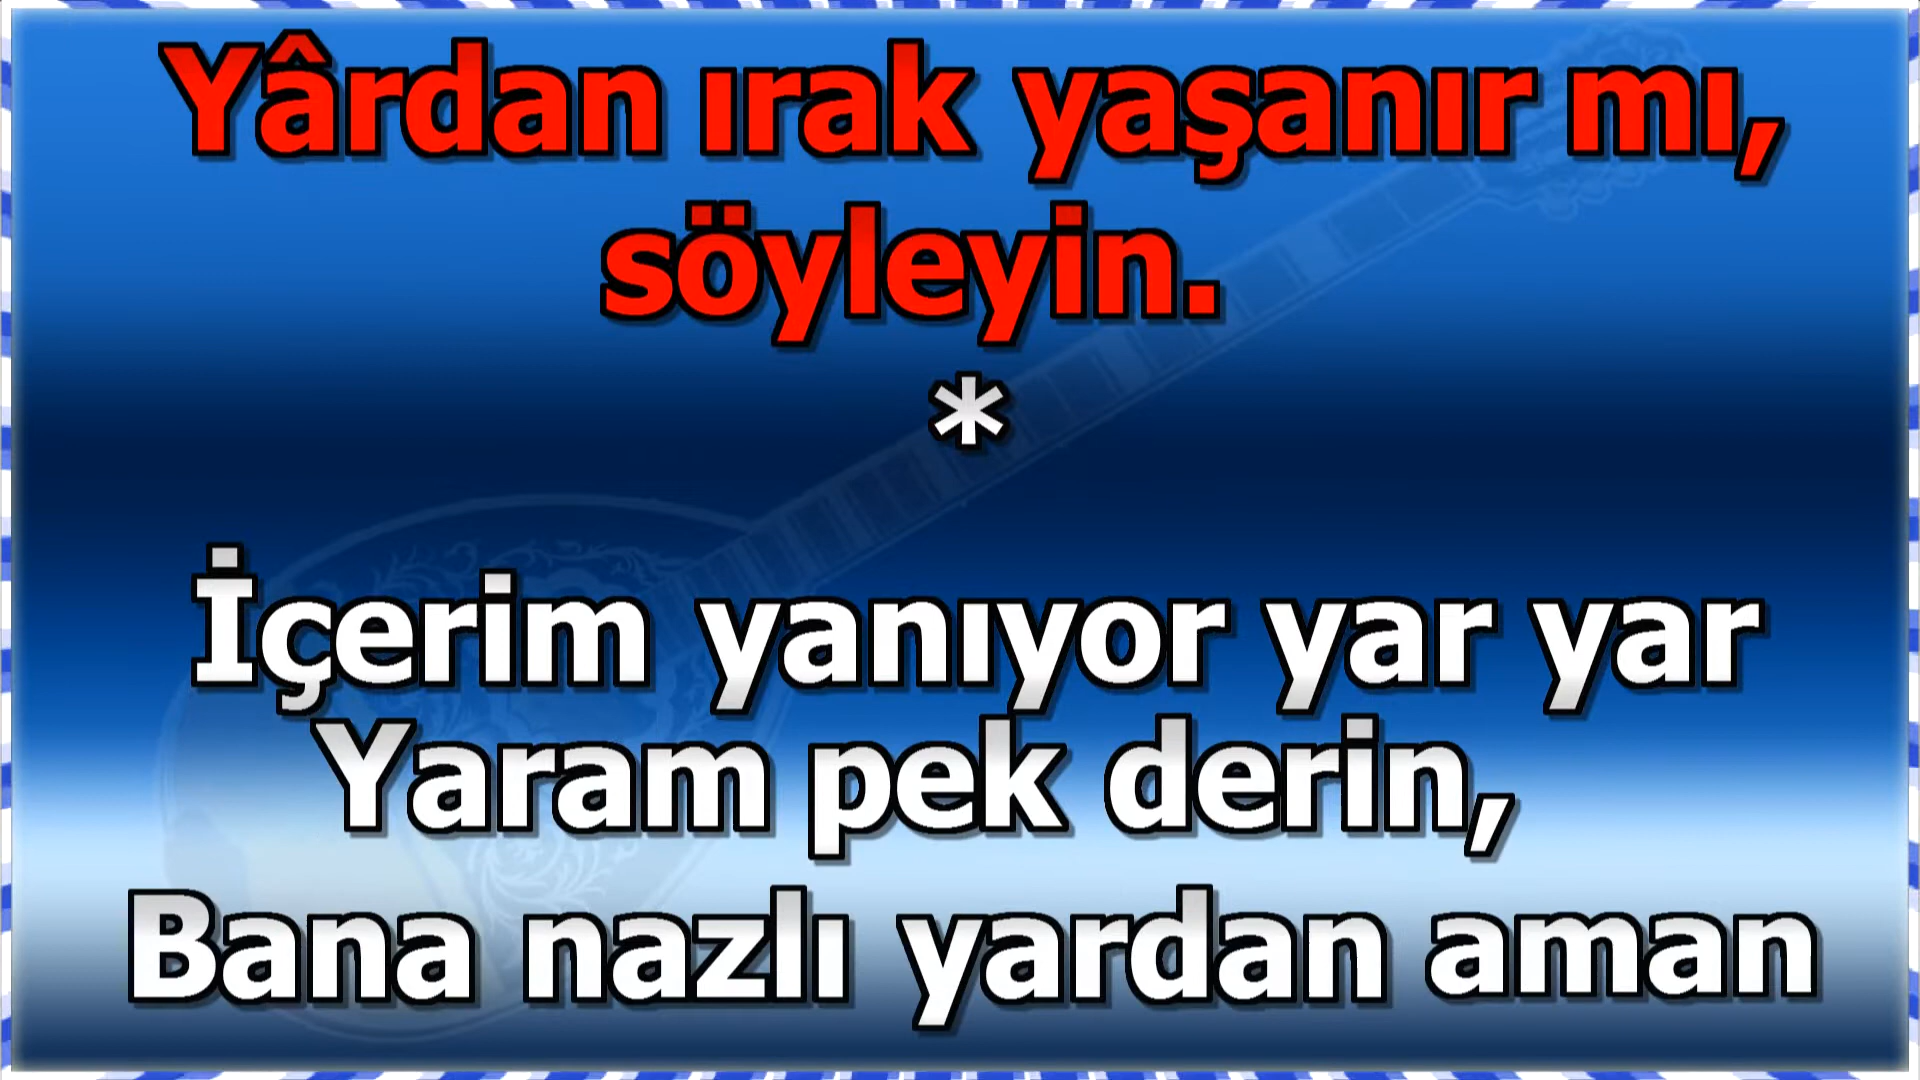 Yârdan ırak yaşanır mı,
söyleyin.
*
İçerim yanıyor yar yar
Yaram pek derin,
Bana nazlı yardan aman